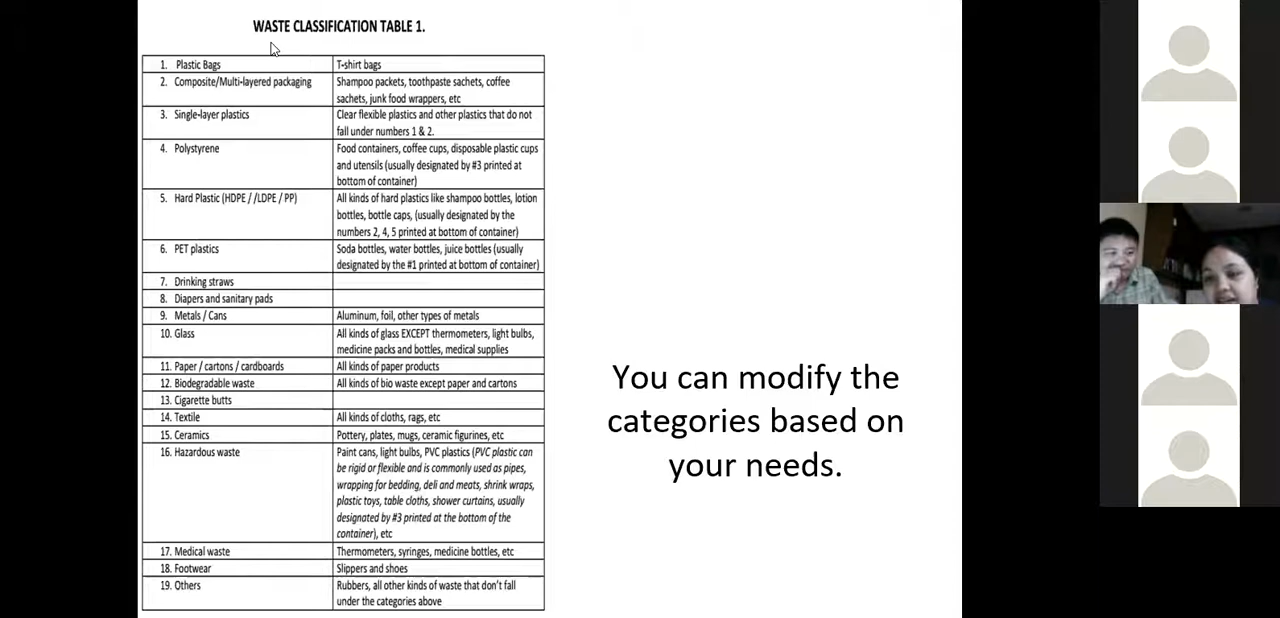 WASTE CLASSIFICATION TABLE 1.
1. Plastic Bags
T-shirt bags
2. Composite/Multi-layered packaging
Shampoo packets, toothpaste sachets, coffee
sachets, junk food wrappers, etc
3. Single-layer plastics
Clear flexible plastics and other plastics that do not
fall under numbers 1 & 2.
4. Polystyrene
Food containers, coffee cups, disposable plastic cups
and utensils (usually designated by #3 printed at
bottom of container)
5. Hard Plastic (HDPE / /LDPE / PP)
All kinds of hard plastics like shampoo bottles, lotion
bottles, bottle caps, (usually designated by the
numbers 2, 4, 5 printed at bottom of container)
6. PET plastics
Soda bottles, water bottles, juice bottles (usually
designated by the #1 printed at bottom of container)
7. Drinking straws
8. Diapers and sanitary pads
9. Metals / Cans
Aluminum, foil, other types of metals
10. Glass
All kinds of glass EXCEPT thermometers, light bulbs,
medicine packs and bottles, medical supplies
11. Paper / cartons / cardboards
All kinds of paper products
12. Biodegradable waste
All kinds of bio waste except paper and cartons
13. Cigarette butts
14. Textile
All kinds of cloths, rags, etc
15. Ceramics
Pottery, plates, mugs, ceramic figurines, etc
16. Hazardous waste
Paint cans, light bulbs, PVC plastics (PVC plastic can
be rigid or flexible and is commonly used as pipes,
wrapping for bedding, deli and meats, shrink wraps,
plastic toys, table cloths, shower curtains, usually
designated by #3 printed at the bottom of the
container), etc
17. Medical waste
Thermometers, syringes, medicine bottles, etc
18. Footwear
Slippers and shoes
19. Others
Rubbers, all other kinds of waste that don't fall
under the categories above
You can modify the
categories based on
your needs.